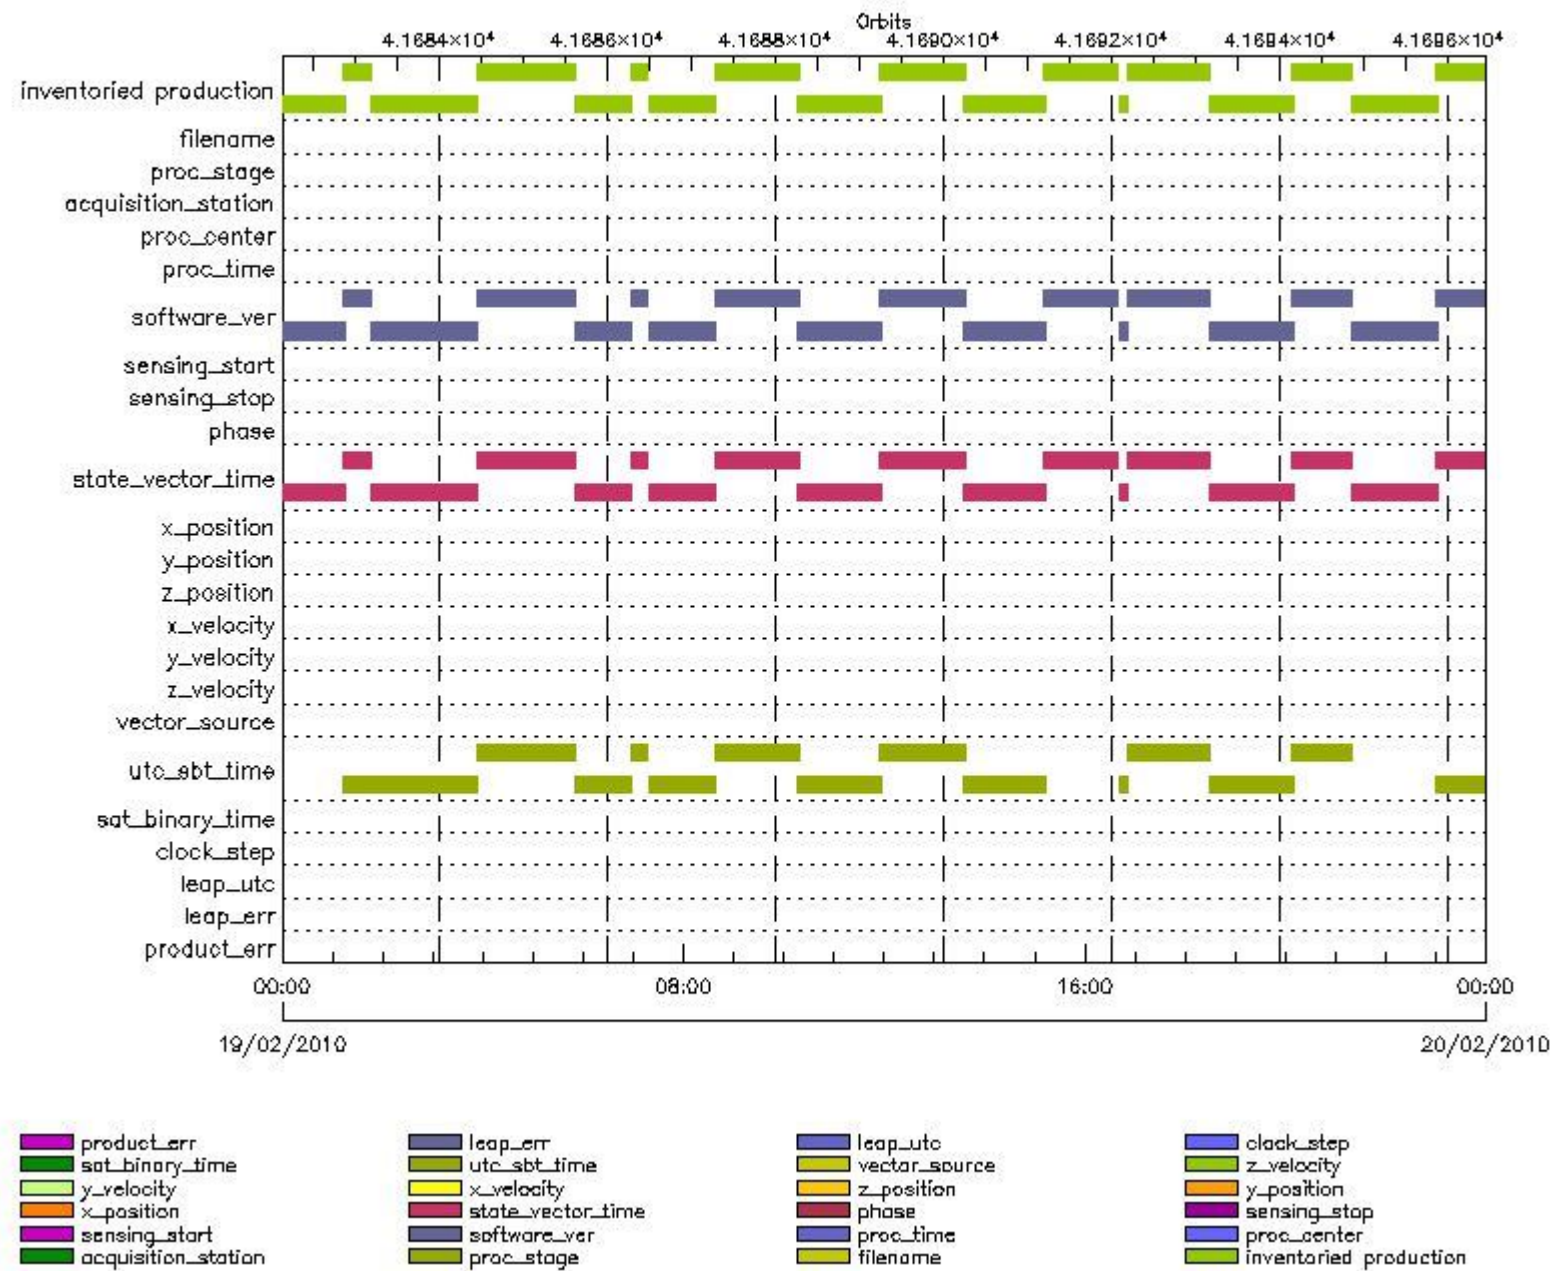 Orbits
4.1684×10⁴ 4.1686×10⁴ 4.1688×10⁴ 4.1690×10⁴ 4.1692×10⁴ 4.1694×10⁴ 4.1696×10⁴
inventoried production
filename
proc_stage
acquisition_station
proc_center
proc_time
software_ver
sensing_start
sensing_stop
phase
state_vector_time
x_position
y_position
z_position
x_velocity
y_velocity
z_velocity
vector_source
utc_sbt_time
sat_binary_time
clock_step
leap_utc
leap_err
product_err
00:00 08:00 16:00 00:00
19/02/2010 20/02/2010
product_err leap_err leap_utc clock_step
sat_binary_time utc_sbt_time vector_source z_velocity
y_velocity x_velocity z_position y_position
x_position state_vector_time phase sensing_stop
sensing_start software_ver proc_time proc_center
acquisition_station proc_stage filename inventoried production